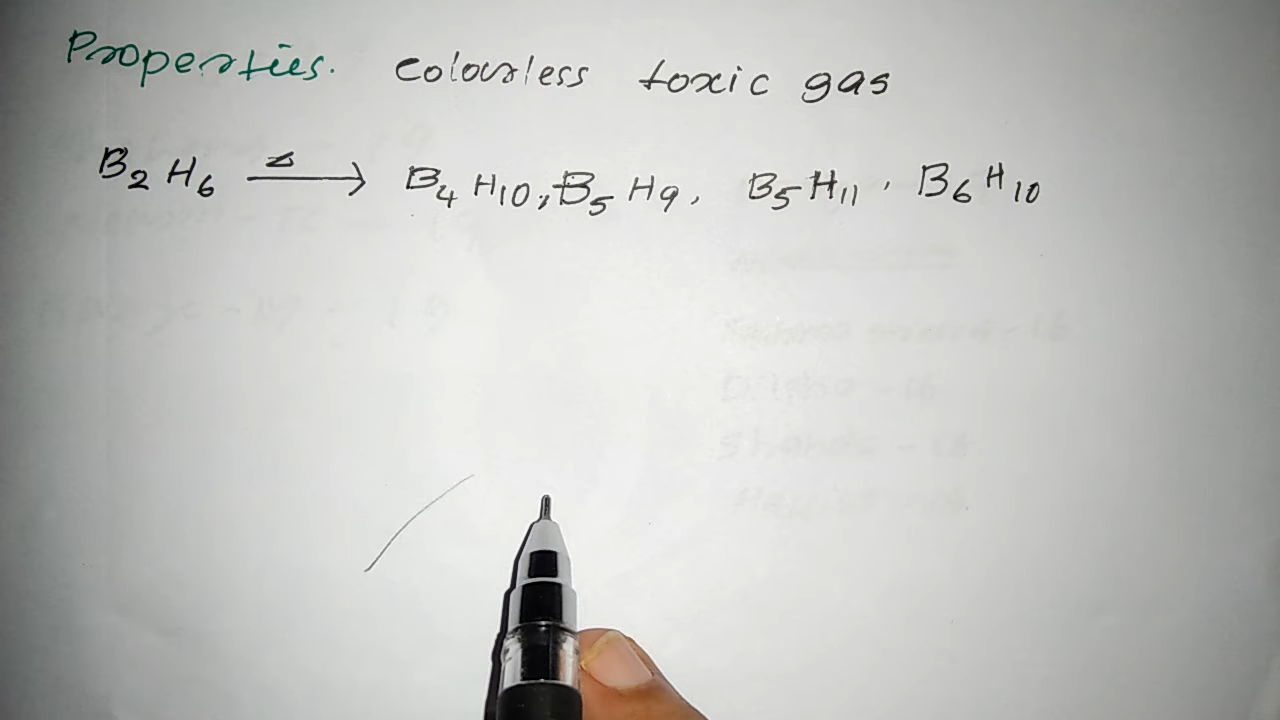 Properties. Colourless toxic gas
B₂H₆ —Δ→ B₄H₁₀, B₅H₉, B₅H₁₁, B₆H₁₀